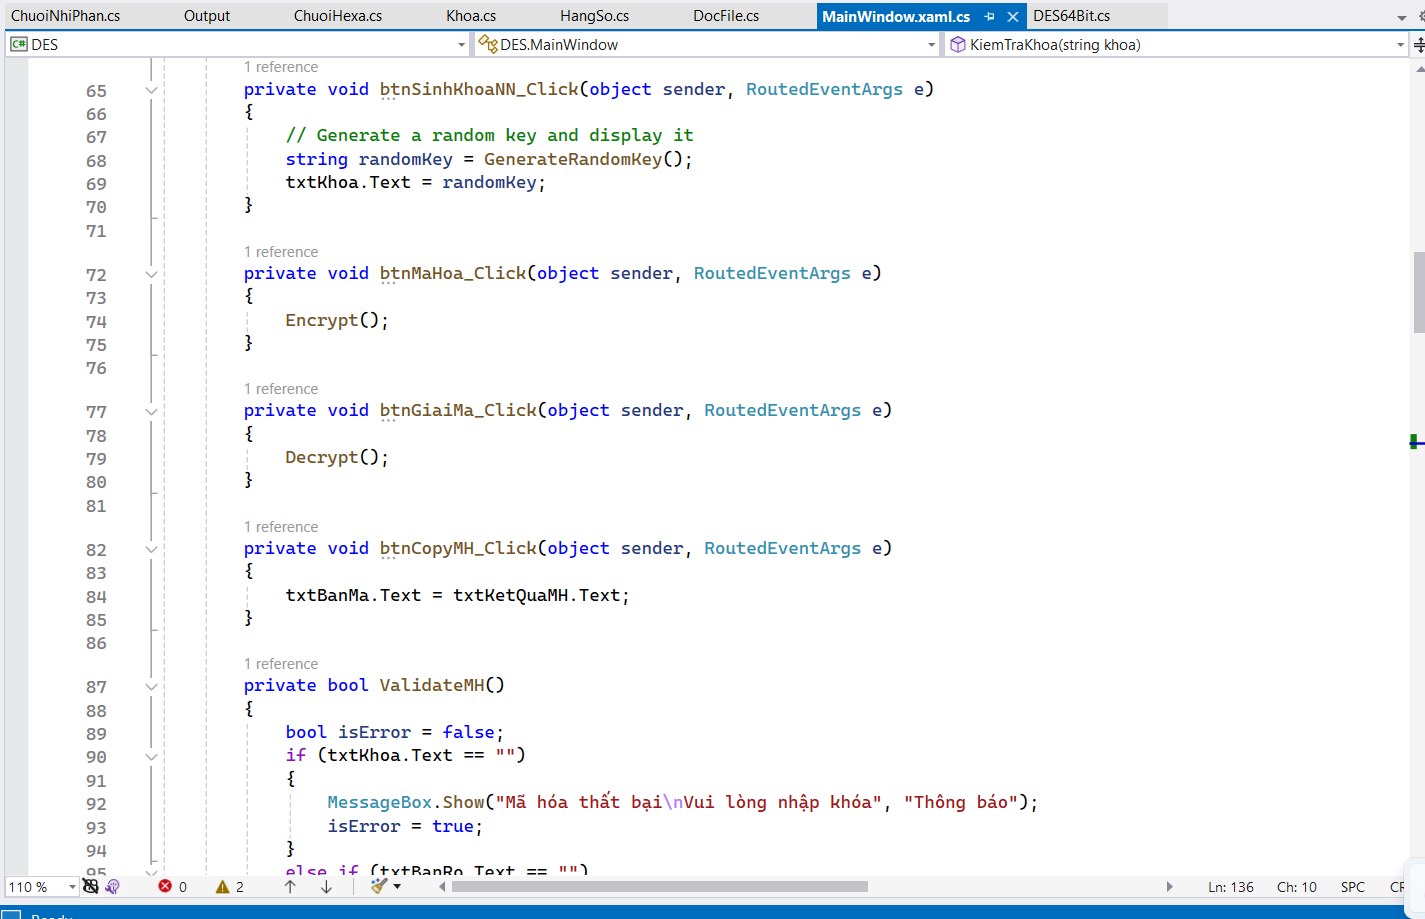 ChuoiNhiPhan.cs Output ChuoiHexa.cs Khoa.cs HangSo.cs DocFile.cs MainWindow.xaml.cs DES64Bit.cs
C# DES DES.MainWindow KiemTraKhoa(string khoa)
1 reference
65 private void btnSinhKhoaNN_Click(object sender, RoutedEventArgs e)
66 {
67 // Generate a random key and display it
68 string randomKey = GenerateRandomKey();
69 txtKhoa.Text = randomKey;
70 }
71
1 reference
72 private void btnMaHoa_Click(object sender, RoutedEventArgs e)
73 {
74 Encrypt();
75 }
76
1 reference
77 private void btnGiaiMa_Click(object sender, RoutedEventArgs e)
78 {
79 Decrypt();
80 }
81
1 reference
82 private void btnCopyMH_Click(object sender, RoutedEventArgs e)
83 {
84 txtBanMa.Text = txtKetQuaMH.Text;
85 }
86
1 reference
87 private bool ValidateMH()
88 {
89 bool isError = false;
90 if (txtKhoa.Text == "")
91 {
92 MessageBox.Show("Mã hóa thất bại\nVui lòng nhập khóa", "Thông báo");
93 isError = true;
94 }
95 else if (txtBanRo.Text == "")
110 % 0 2 Ln: 136 Ch: 10 SPC CR
Ready